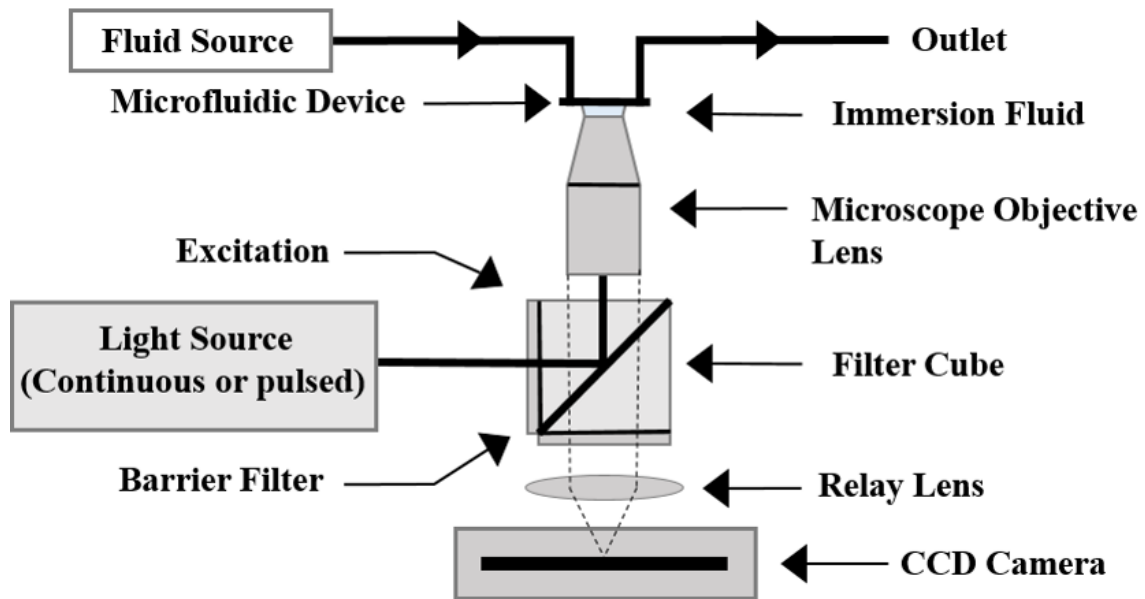 Fluid Source
Outlet
Microfluidic Device
Immersion Fluid
Microscope Objective
Lens
Excitation
Light Source
(Continuous or pulsed)
Filter Cube
Barrier Filter
Relay Lens
CCD Camera